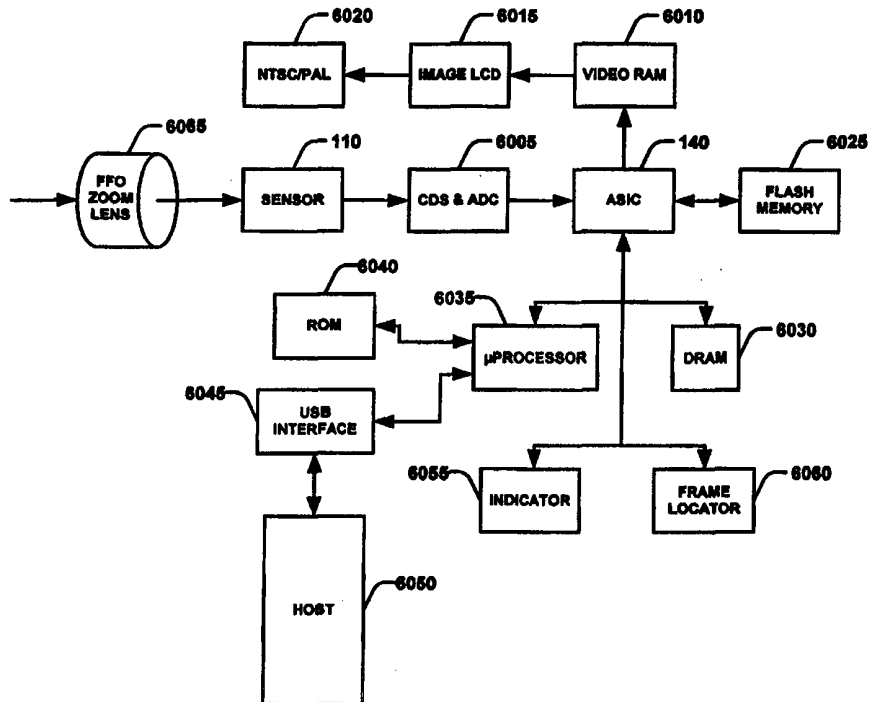 6020
6015
6010
NTSC/PAL
IMAGE LCD
VIDEO RAM
6065
110
6005
140
6025
FFO
ZOOM
LENS
SENSOR
CDS & ADC
ASIC
FLASH
MEMORY
6040
6035
6030
ROM
µPROCESSOR
DRAM
6045
USB
INTERFACE
6055
6060
INDICATOR
FRAME
LOCATOR
6050
HOST